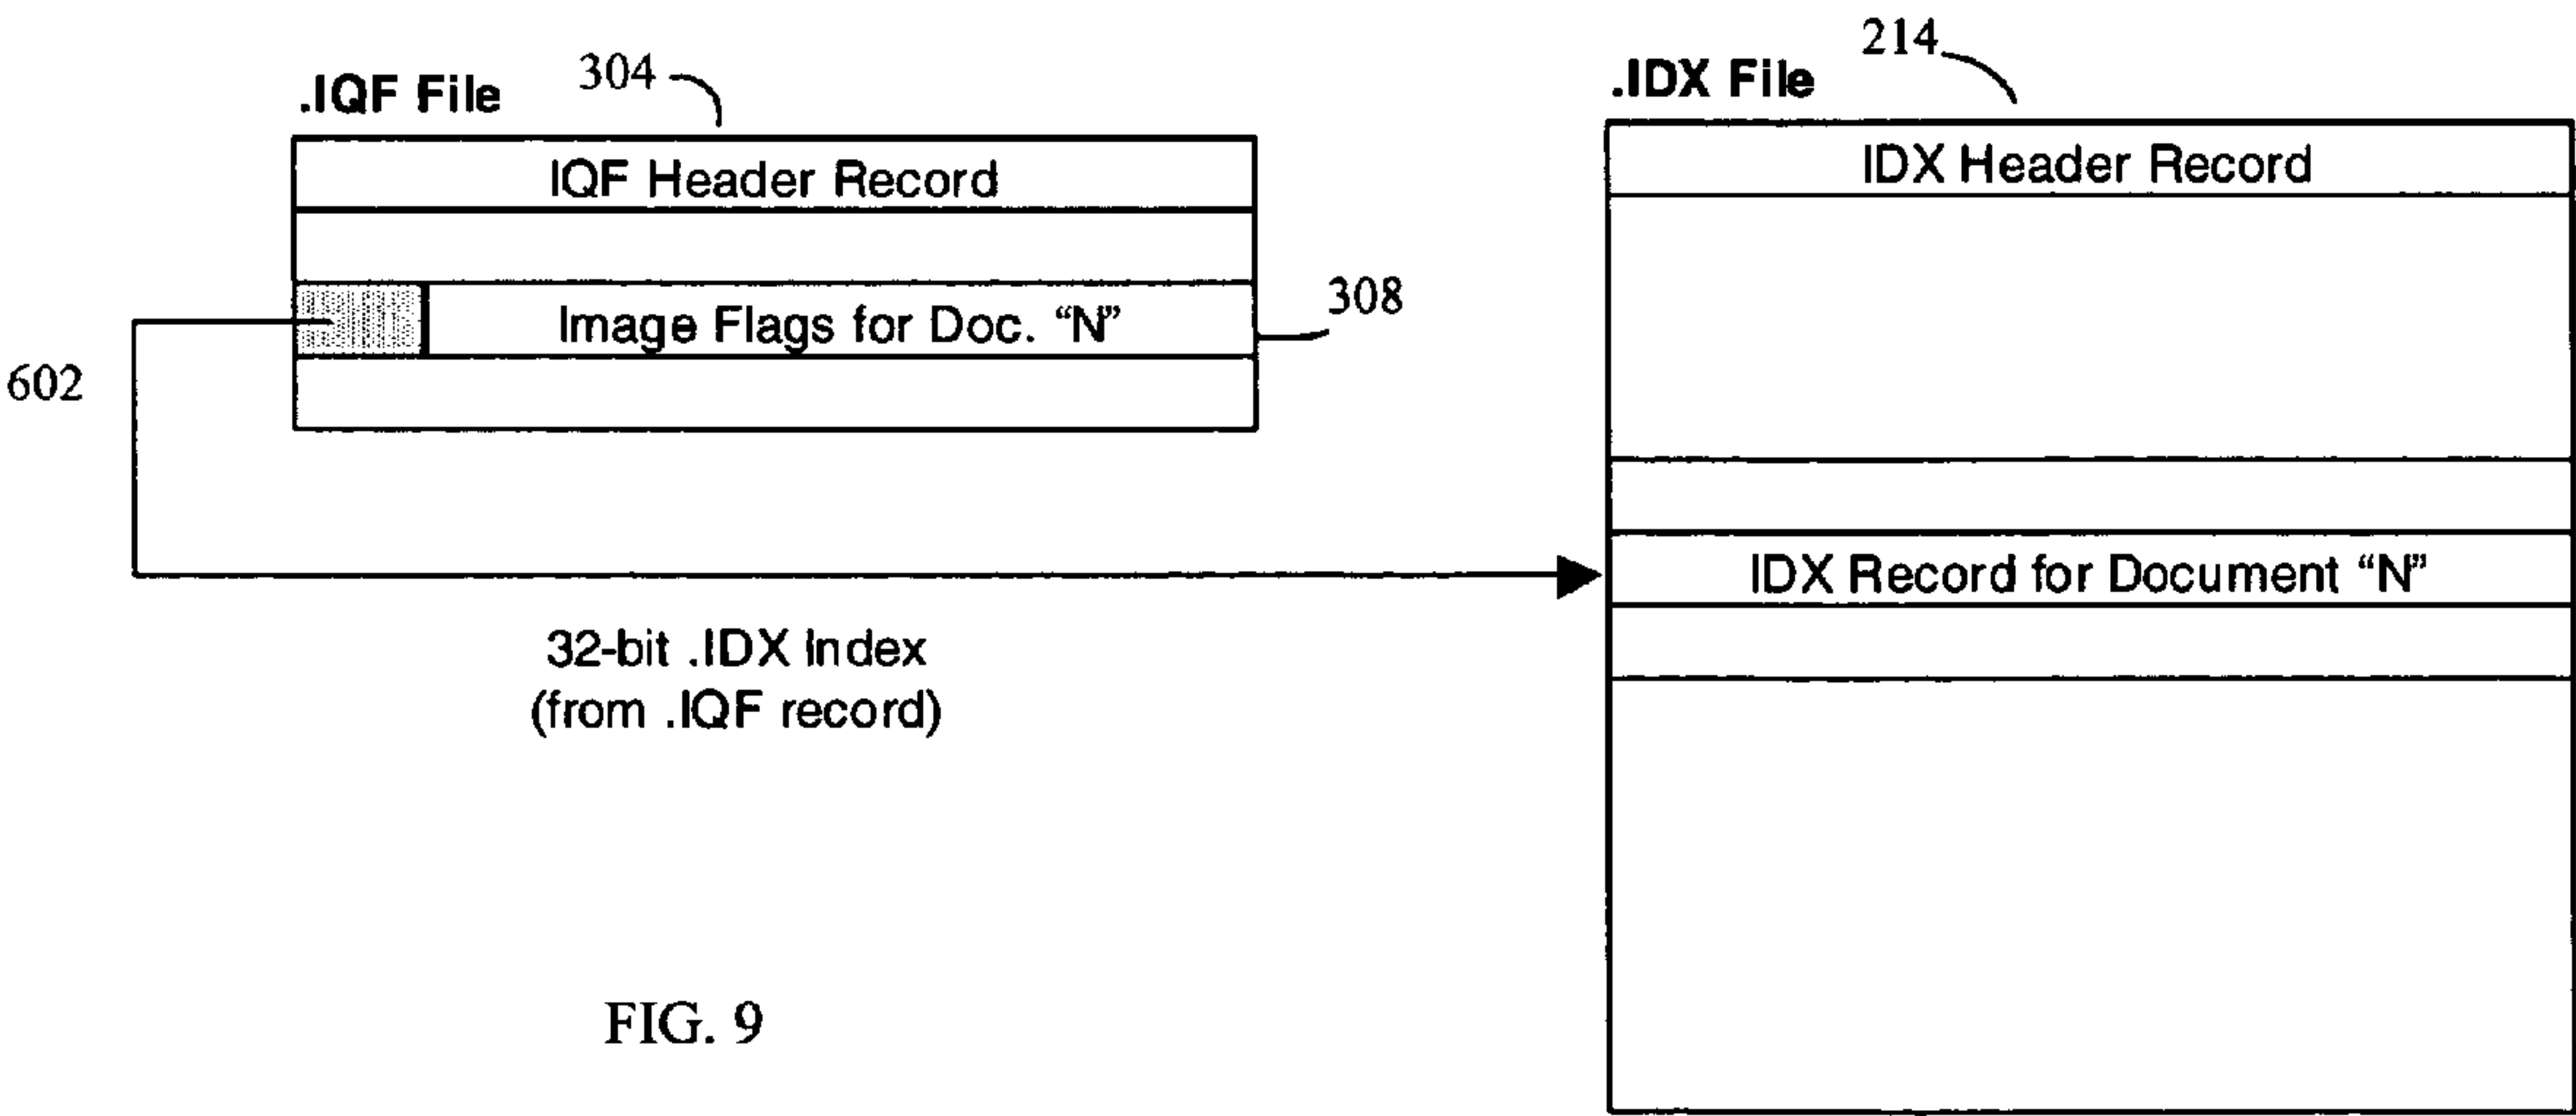 .IQF File
304
IQF Header Record
Image Flags for Doc. “N”
308
602
32-bit .IDX Index
(from .IQF record)
.IDX File
214
IDX Header Record
IDX Record for Document “N”
FIG. 9